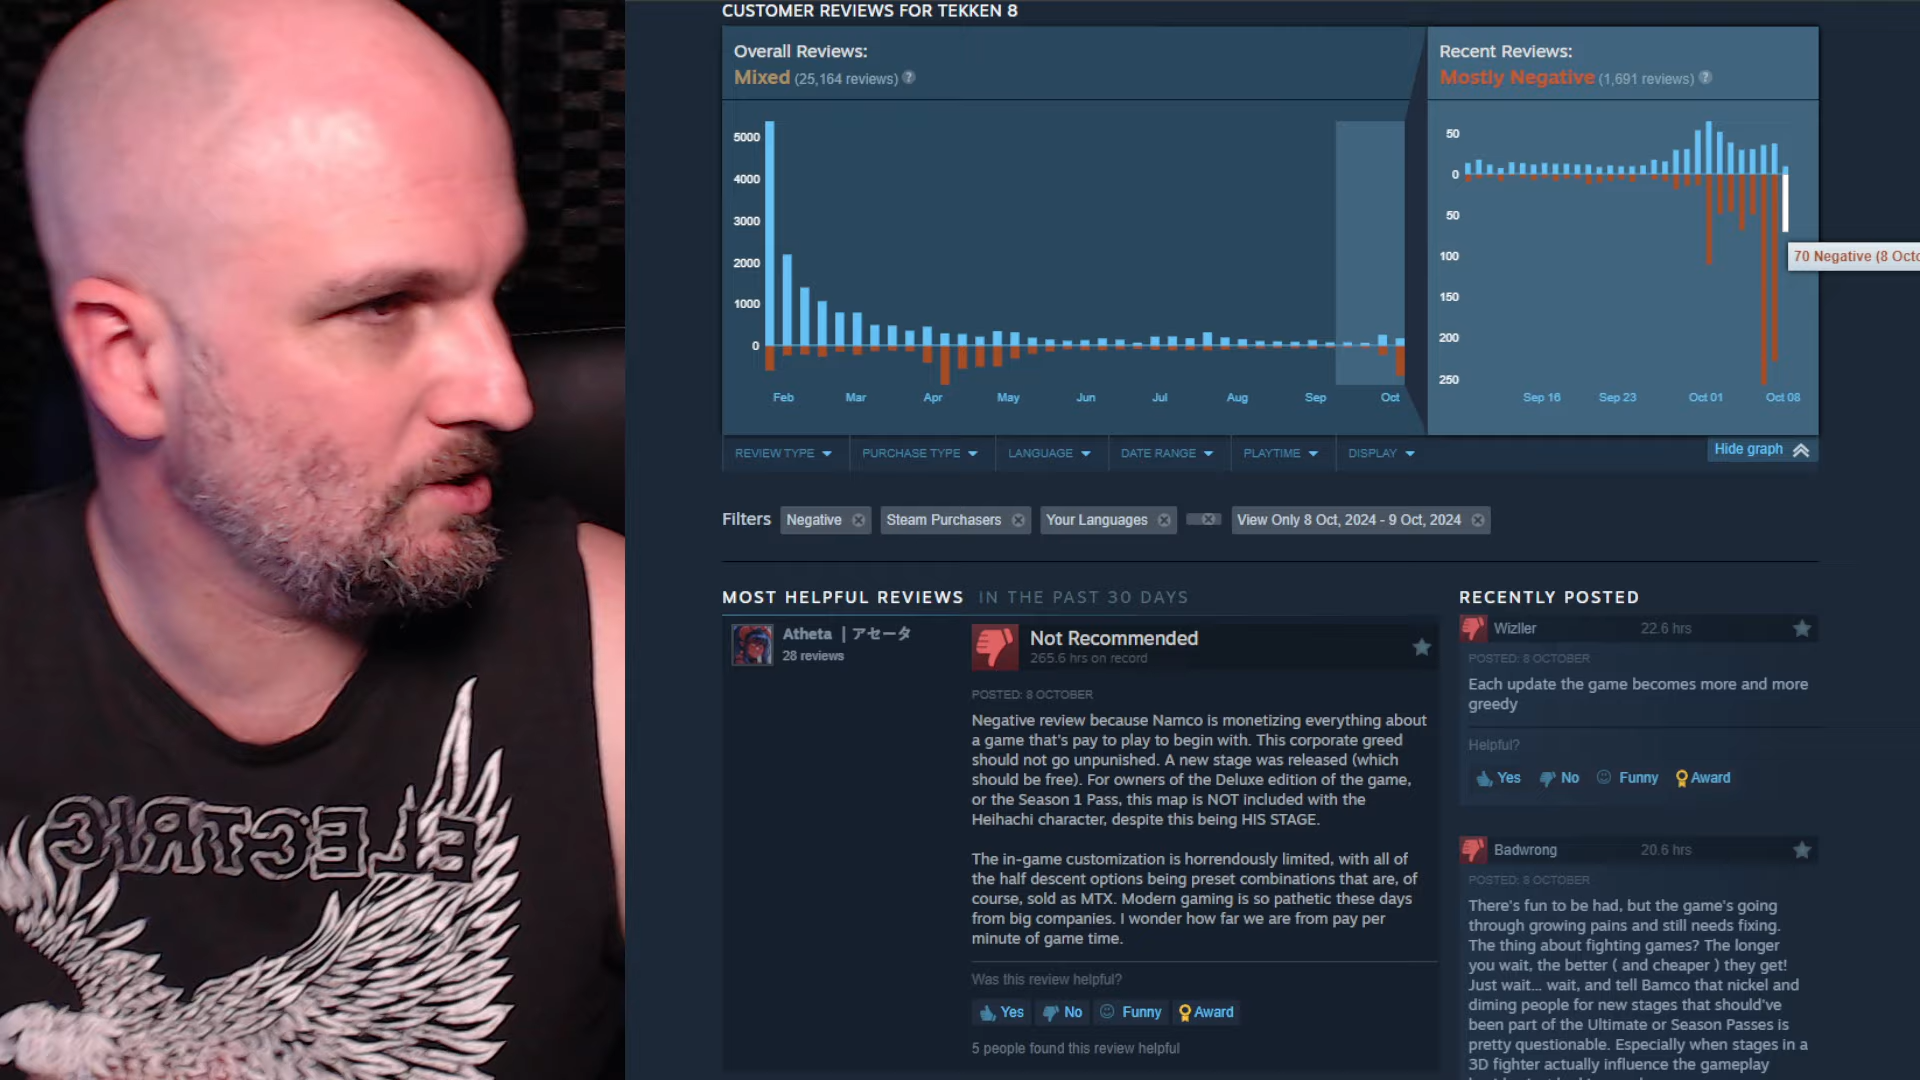 CUSTOMER REVIEWS FOR TEKKEN 8
Overall Reviews:
Mixed (25,164 reviews) ?
Recent Reviews:
Mostly Negative (1,691 reviews) ?
5000
4000
3000
2000
1000
0
Feb Mar Apr May Jun Jul Aug Sep Oct
50
0
50
100
150
200
250
Sep 16 Sep 23 Oct 01 Oct 08
70 Negative (8 Octo
REVIEW TYPE PURCHASE TYPE LANGUAGE DATE RANGE PLAYTIME DISPLAY
Hide graph
Filters Negative Steam Purchasers Your Languages View Only 8 Oct, 2024 - 9 Oct, 2024
MOST HELPFUL REVIEWS IN THE PAST 30 DAYS
Atheta | アセータ
28 reviews
Not Recommended
265.6 hrs on record
POSTED: 8 OCTOBER
Negative review because Namco is monetizing everything about
a game that's pay to play to begin with. This corporate greed
should not go unpunished. A new stage was released (which
should be free). For owners of the Deluxe edition of the game,
or the Season 1 Pass, this map is NOT included with the
Heihachi character, despite this being HIS STAGE.
The in-game customization is horrendously limited, with all of
the half descent options being preset combinations that are, of
course, sold as MTX. Modern gaming is so pathetic these days
from big companies. I wonder how far we are from pay per
minute of game time.
Was this review helpful?
Yes No Funny Award
5 people found this review helpful
RECENTLY POSTED
Wizller 22.6 hrs
POSTED: 8 OCTOBER
Each update the game becomes more and more
greedy
Helpful?
Yes No Funny Award
Badwrong 20.6 hrs
POSTED: 8 OCTOBER
There's fun to be had, but the game's going
through growing pains and still needs fixing.
The thing about fighting games? The longer
you wait, the better ( and cheaper ) they get!
Just wait... wait, and tell Bamco that nickel and
diming people for new stages that should've
been part of the Ultimate or Season Passes is
pretty questionable. Especially when stages in a
3D fighter actually influence the gameplay
ELECTRIC